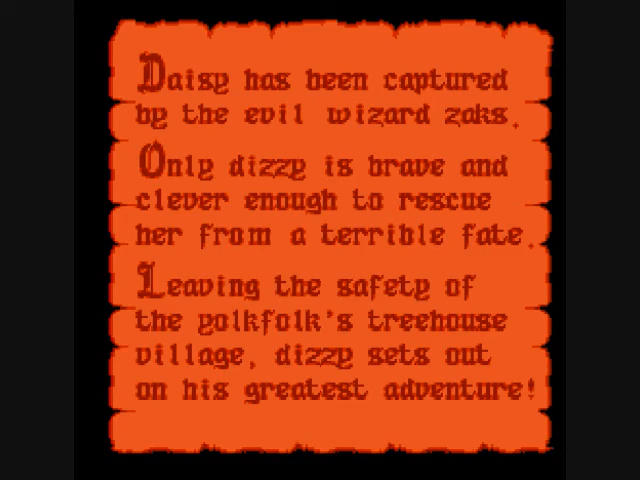 Daisy has been captured
by the evil wizard zaks.
Only dizzy is brave and
clever enough to rescue
her from a terrible fate.
Leaving the safety of
the yolkfolk's treehouse
village, dizzy sets out
on his greatest adventure!